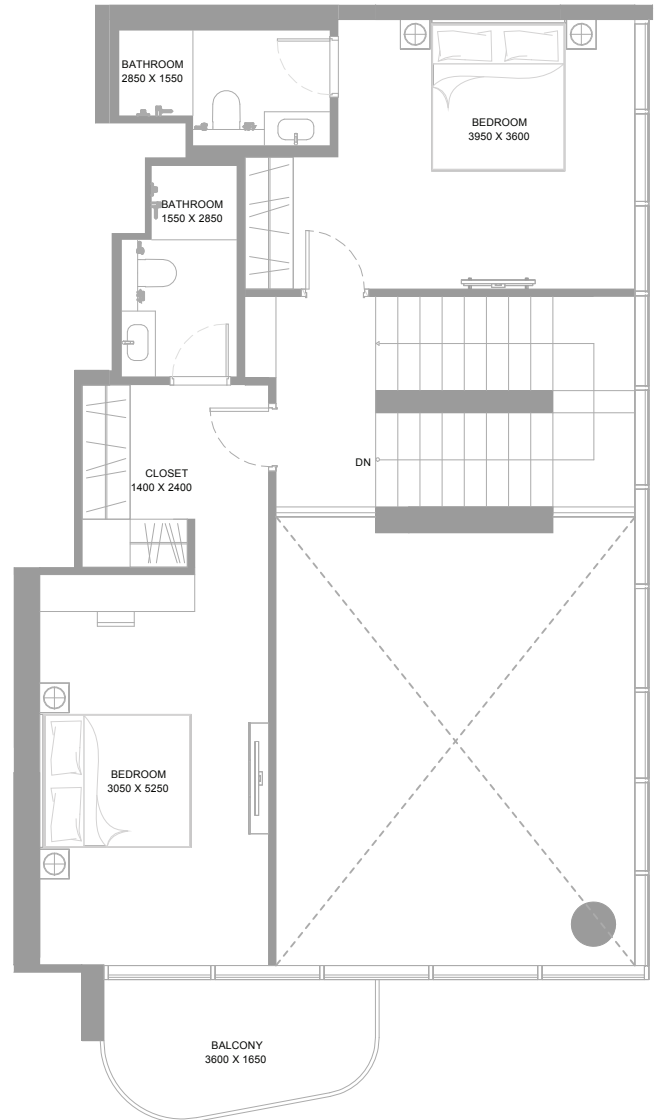 BATHROOM
2850 X 1550
BEDROOM
3950 X 3600
BATHROOM
1550 X 2850
DN
CLOSET
1400 X 2400
BEDROOM
3050 X 5250
BALCONY
3600 X 1650